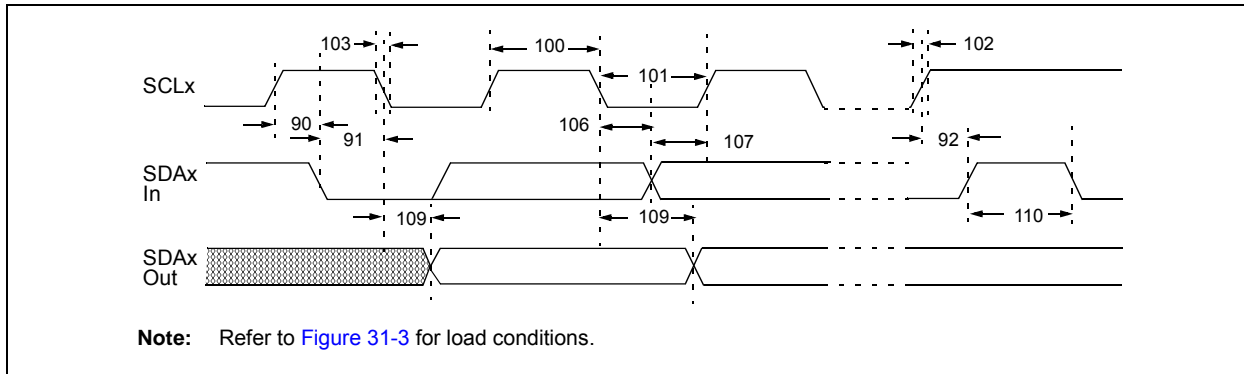 103
100
102
101
SCLx
90
106
91
107
92
SDAx
In
109
109
110
SDAx
Out
Note: Refer to Figure 31-3 for load conditions.